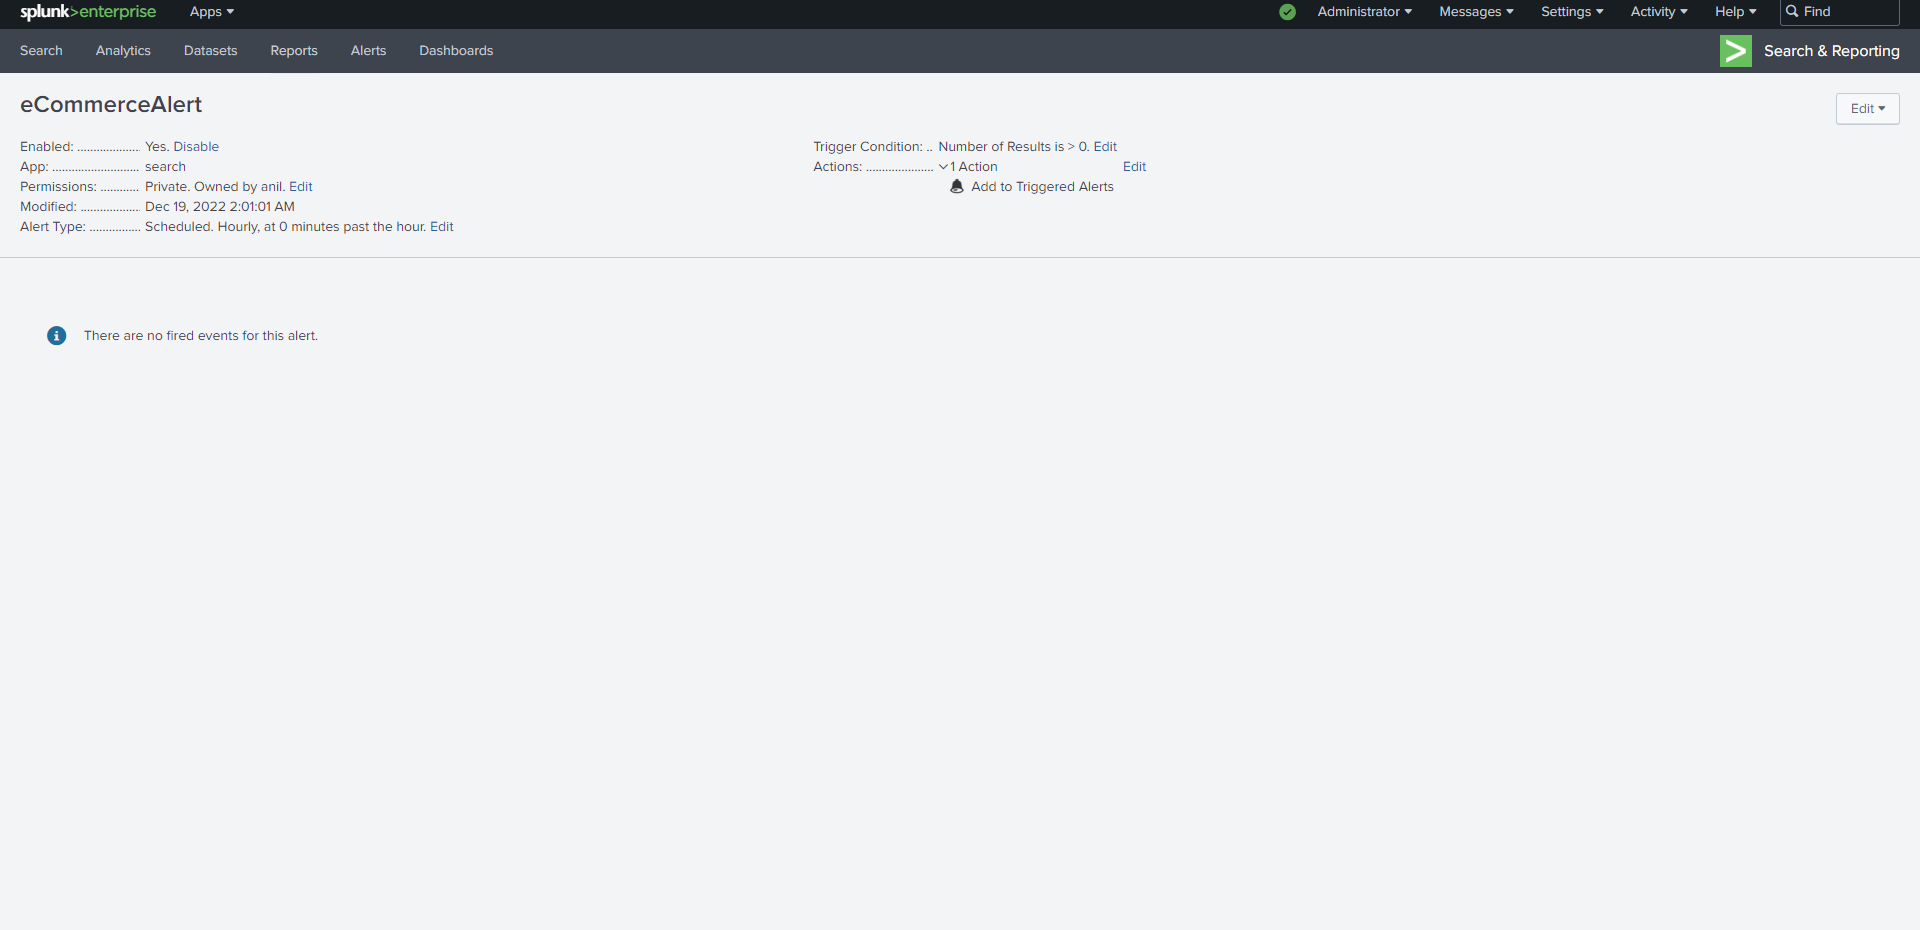 splunk>enterprise Apps Administrator Messages Settings Activity Help Find
Search Analytics Datasets Reports Alerts Dashboards > Search & Reporting
eCommerceAlert
Edit
Enabled: ................... Yes. Disable
App: .......................... search
Permissions: ............ Private. Owned by anil. Edit
Modified: .................. Dec 19, 2022 2:01:01 AM
Alert Type: ............... Scheduled. Hourly, at 0 minutes past the hour. Edit
Trigger Condition: .. Number of Results is > 0. Edit
Actions: ..................... 1 Action Edit
Add to Triggered Alerts
There are no fired events for this alert.